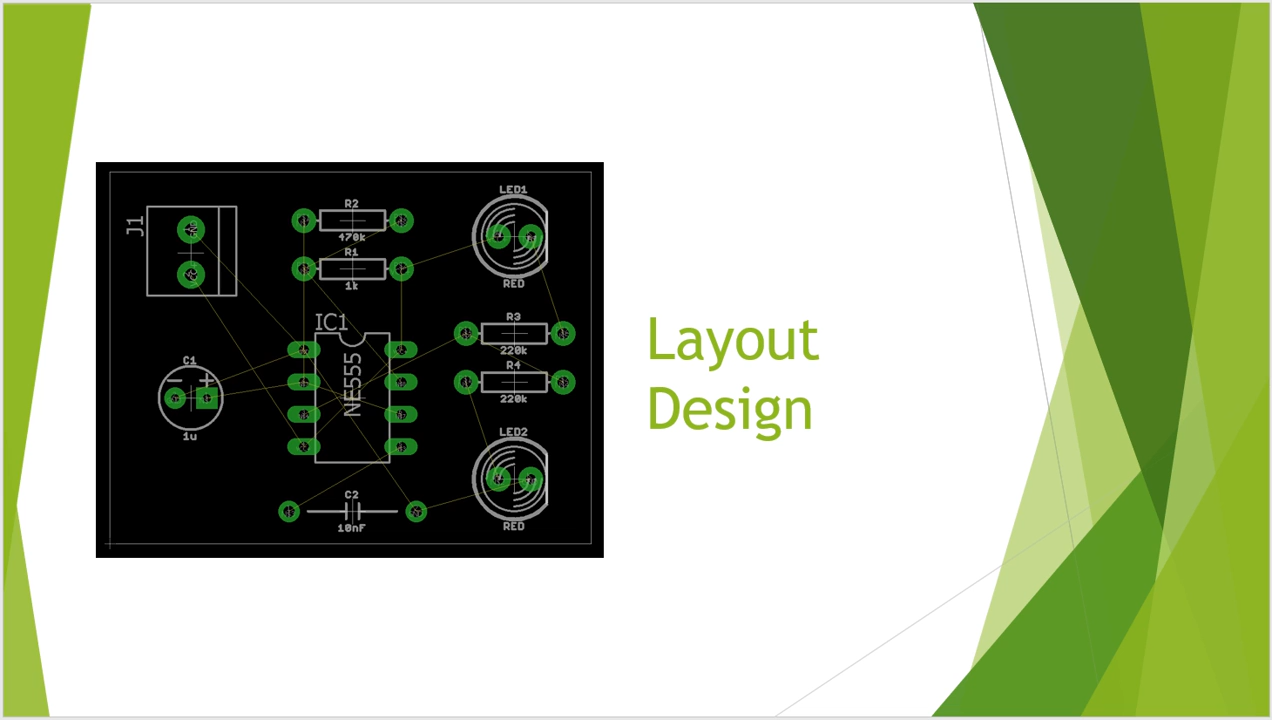 LED1
R2
J1
470k
R1
1k
RED
IC1
R3
NE555
220k
C1
R4
- +
220k
1u
LED2
C2
10nF
RED
Layout
Design